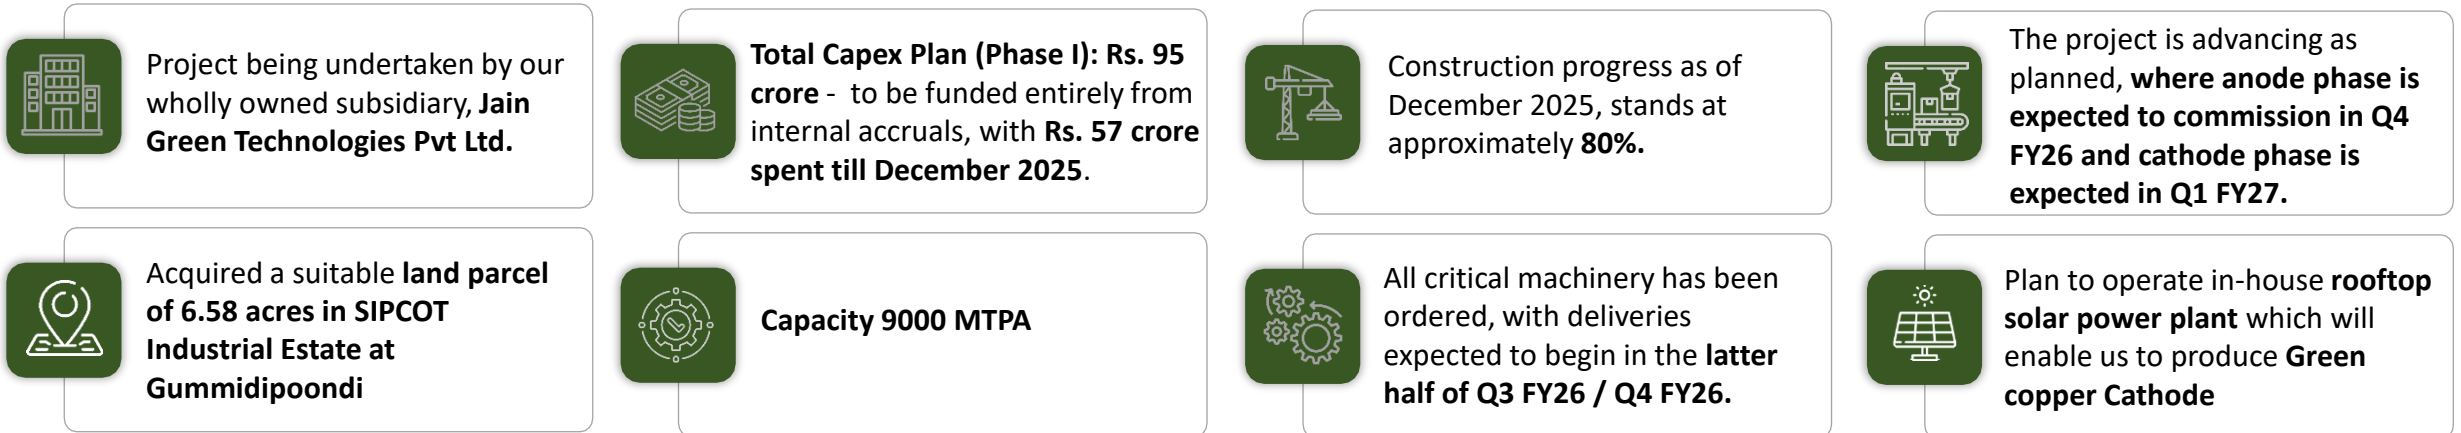 Project being undertaken by our
wholly owned subsidiary, Jain
Green Technologies Pvt Ltd.
Total Capex Plan (Phase I): Rs. 95
crore - to be funded entirely from
internal accruals, with Rs. 57 crore
spent till December 2025.
Construction progress as of
December 2025, stands at
approximately 80%.
The project is advancing as
planned, where anode phase is
expected to commission in Q4
FY26 and cathode phase is
expected in Q1 FY27.
Acquired a suitable land parcel
of 6.58 acres in SIPCOT
Industrial Estate at
Gummidipoondi
Capacity 9000 MTPA
All critical machinery has been
ordered, with deliveries
expected to begin in the latter
half of Q3 FY26 / Q4 FY26.
Plan to operate in-house rooftop
solar power plant which will
enable us to produce Green
copper Cathode